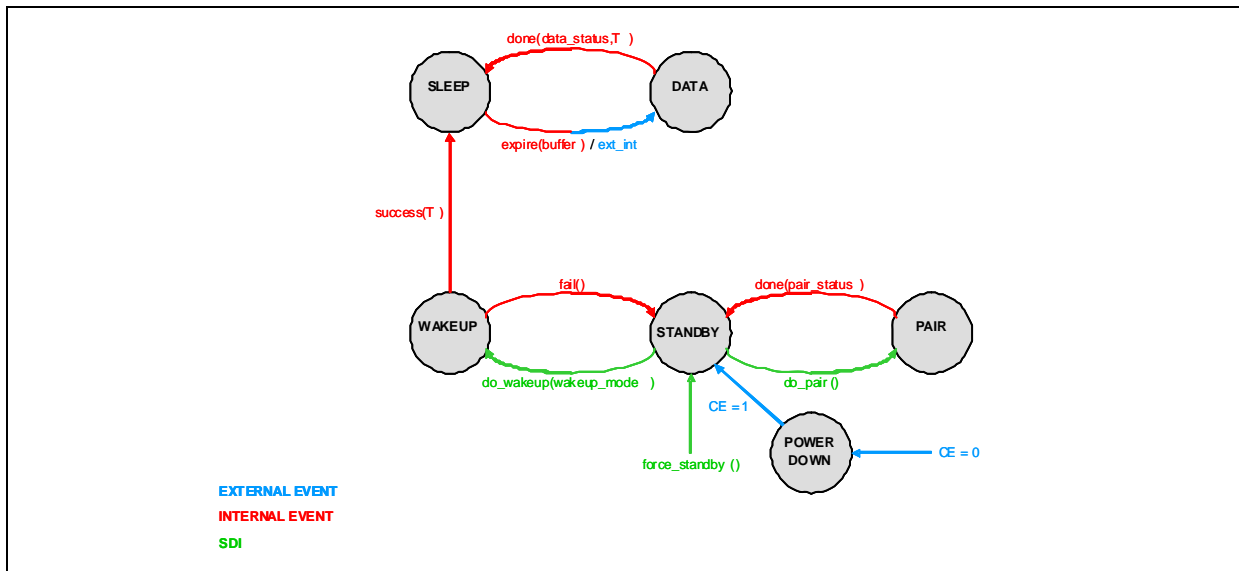 done(data_status,T )
SLEEP
DATA
expire(buffer ) / ext_int
success(T )
fail()
done(pair_status )
WAKEUP
STANDBY
PAIR
do_wakeup(wakeup_mode )
do_pair ()
CE = 1
POWER
DOWN
CE = 0
force_standby ()
EXTERNAL EVENT
INTERNAL EVENT
SDI